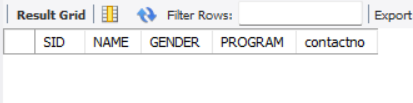 Result Grid Filter Rows: Export
SID NAME GENDER PROGRAM contactno